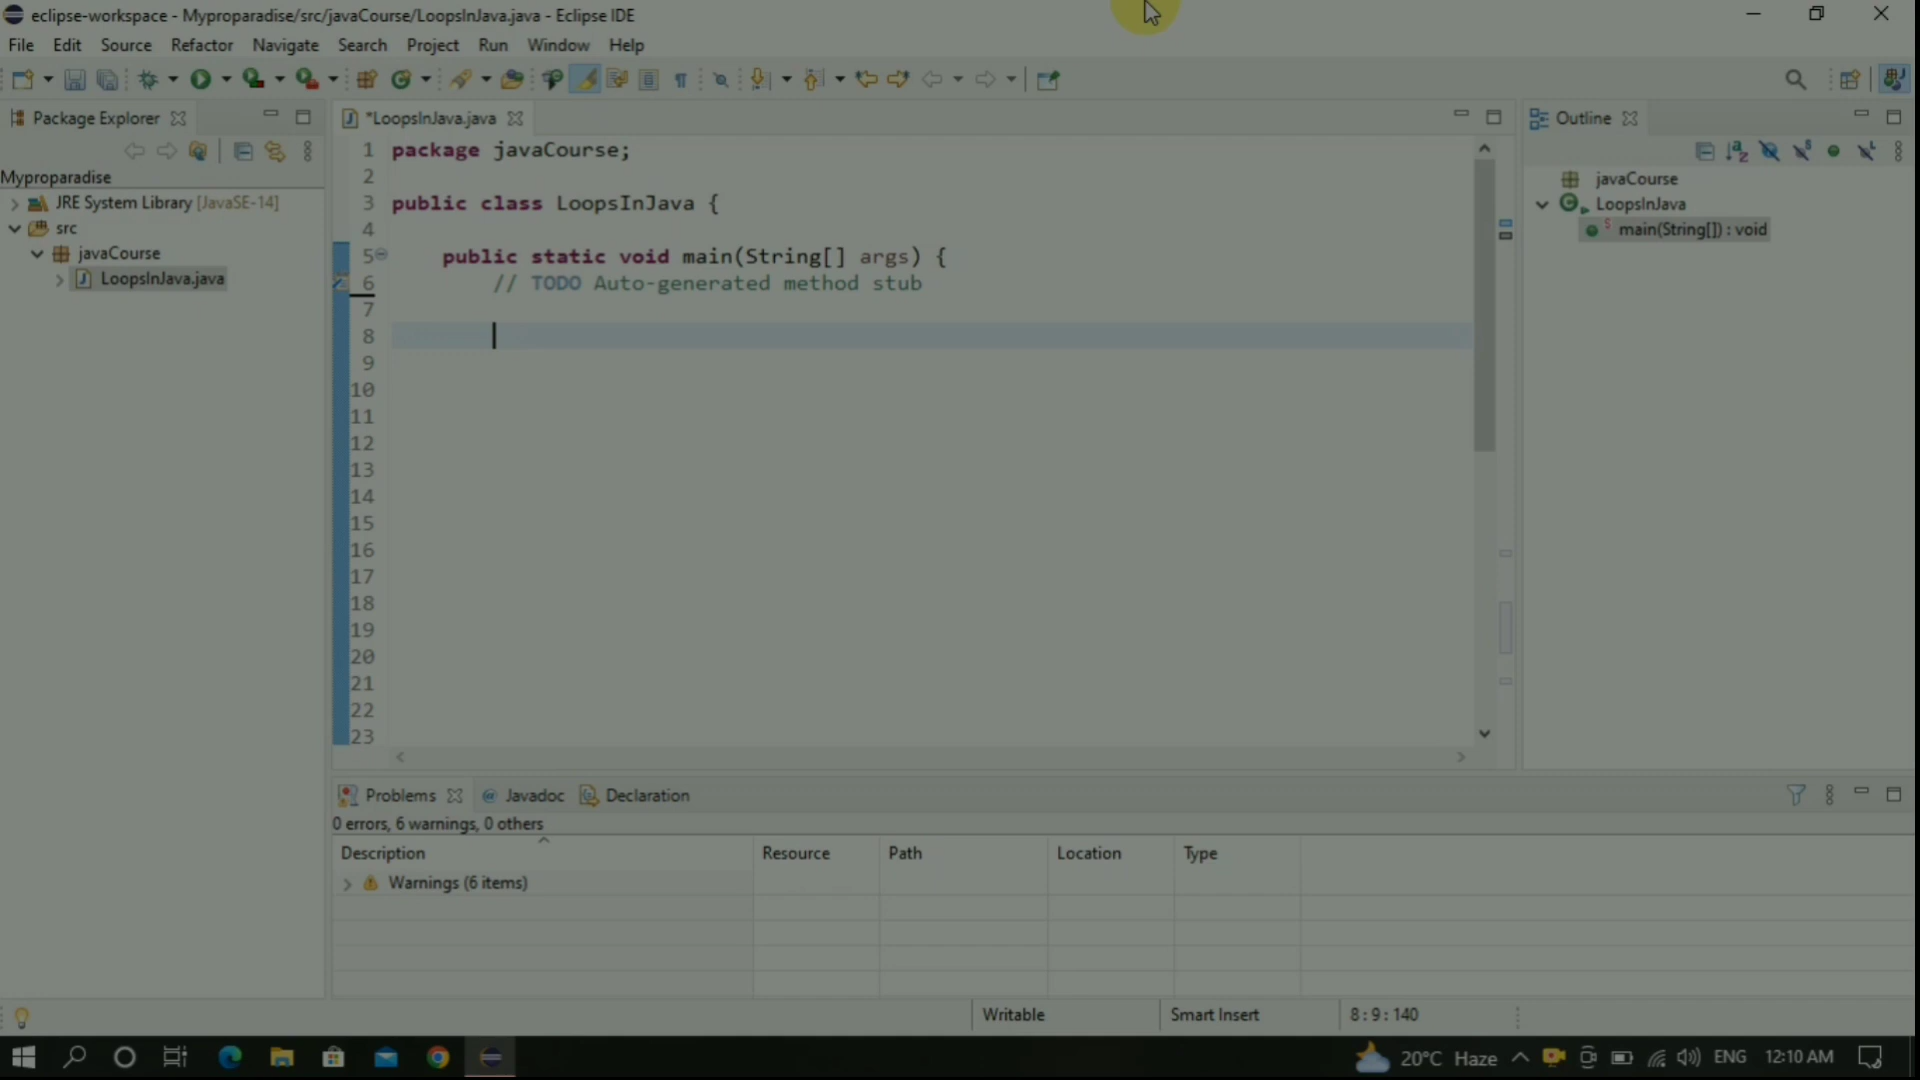 eclipse-workspace - Myproparadise/src/javaCourse/LoopsInJava.java - Eclipse IDE
File Edit Source Refactor Navigate Search Project Run Window Help
Package Explorer
*LoopsInJava.java
Outline
Myproparadise
JRE System Library [JavaSE-14]
src
javaCourse
LoopsInJava.java
1 package javaCourse;
2
3 public class LoopsInJava {
4
5 public static void main(String[] args) {
6 // TODO Auto-generated method stub
7
8
9
10
11
12
13
14
15
16
17
18
19
20
21
22
23
javaCourse
LoopsInJava
main(String[]) : void
Problems Javadoc Declaration
0 errors, 6 warnings, 0 others
Description Resource Path Location Type
Warnings (6 items)
Writable Smart Insert 8 : 9 : 140
20°C Haze ENG 12:10 AM